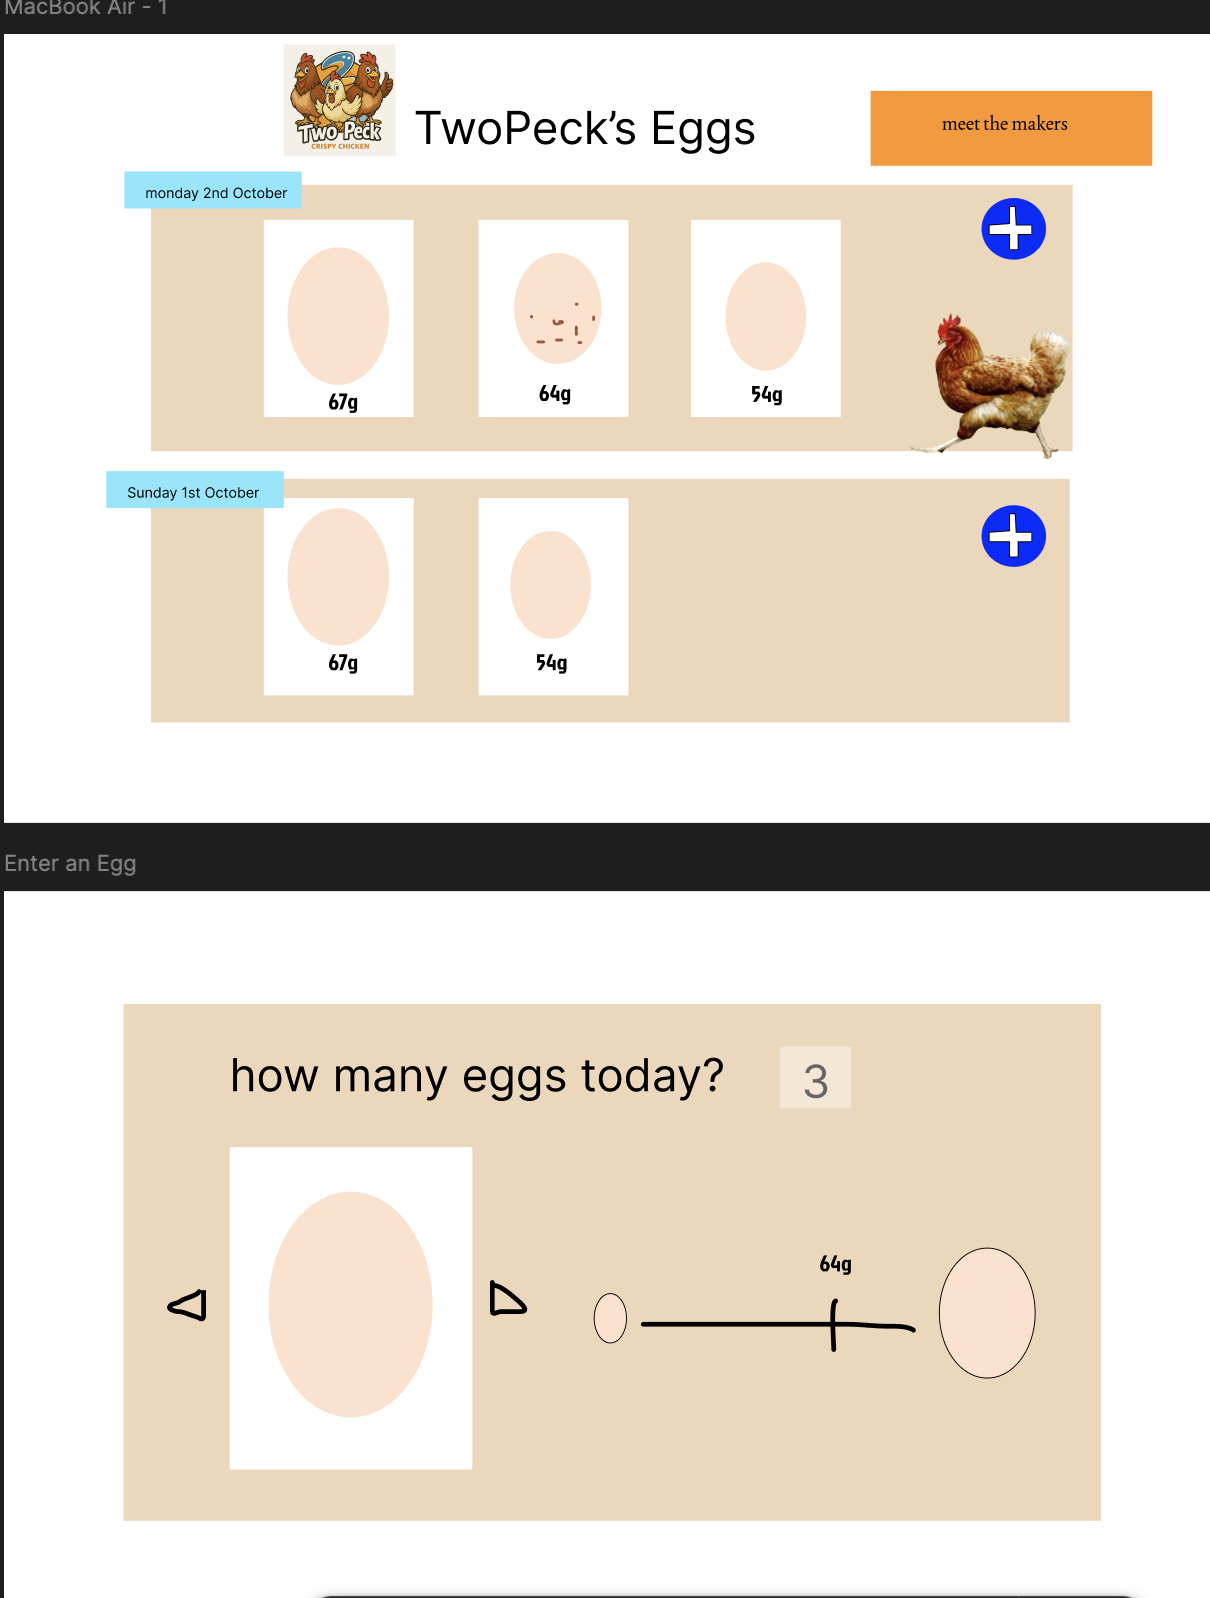 MacBook Air - 1
Two Peck
CRISPY CHICKEN
TwoPeck’s Eggs
meet the makers
monday 2nd October
67g
64g
54g
Sunday 1st October
67g
54g
Enter an Egg
how many eggs today?
3
64g